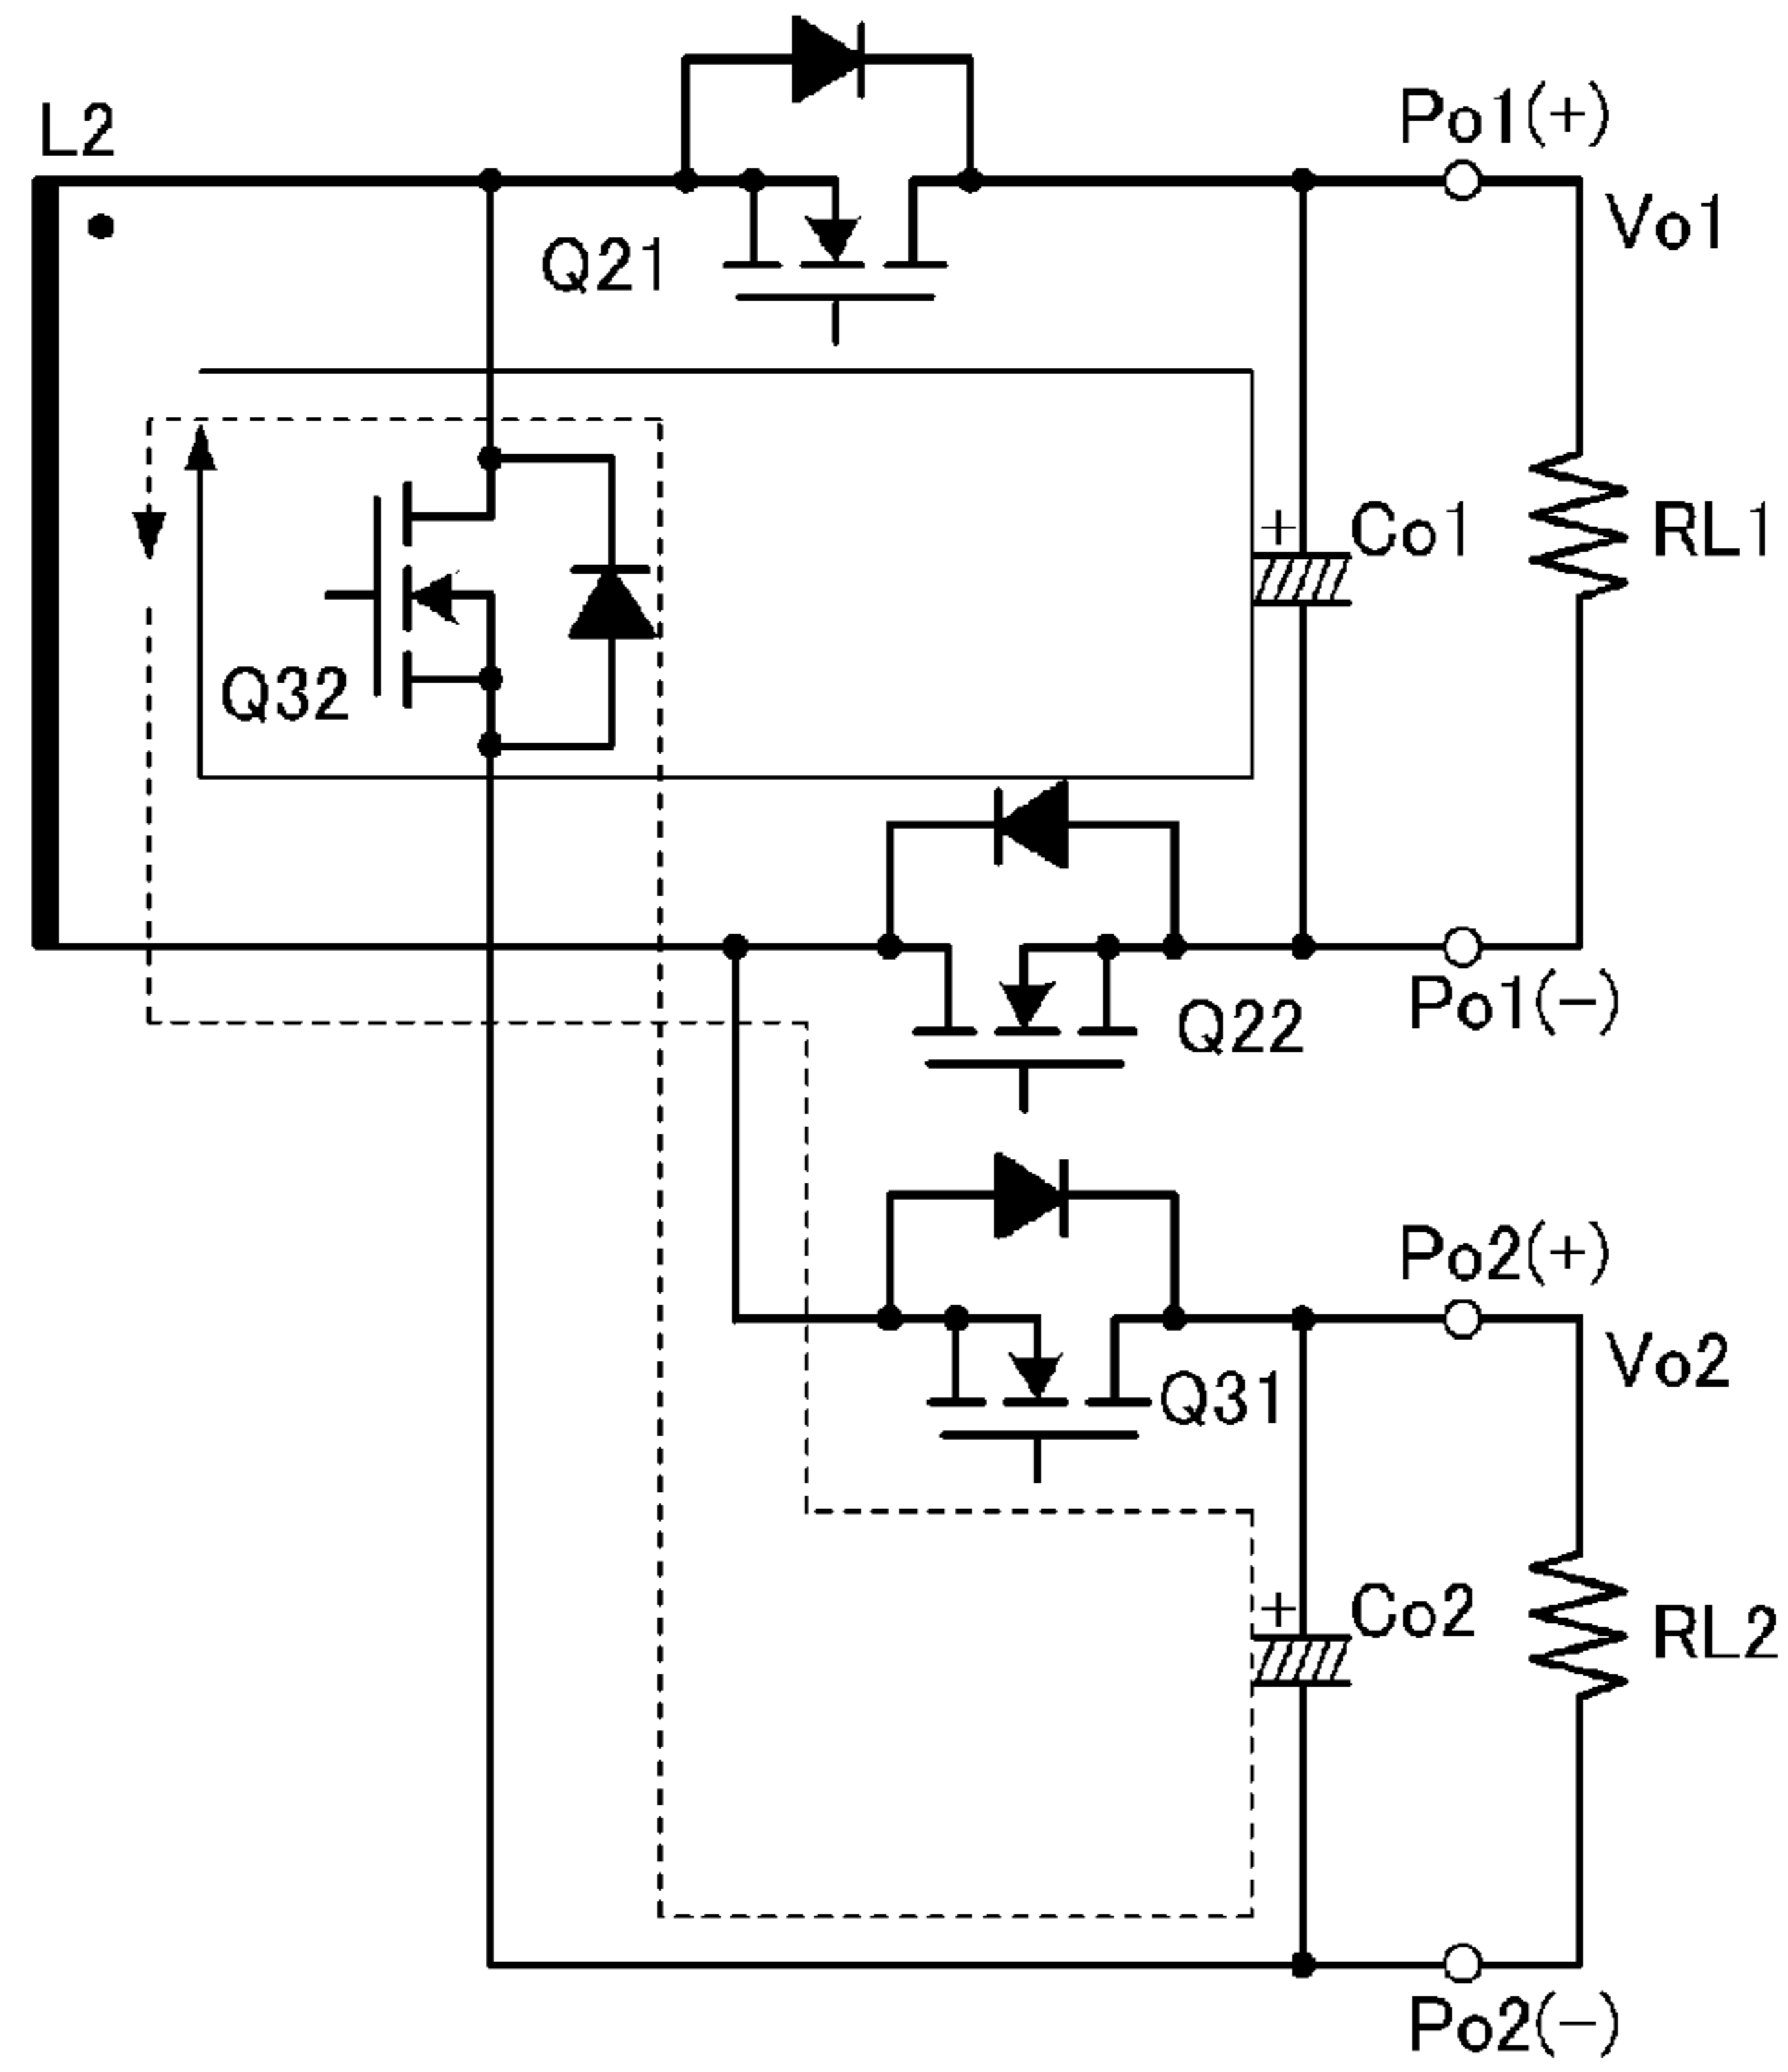 Po1(+)
L2
Vo1
Q21
+
Co1
RL1
Q32
Po1(-)
Q22
Po2(+)
Vo2
Q31
+
Co2
RL2
Po2(-)